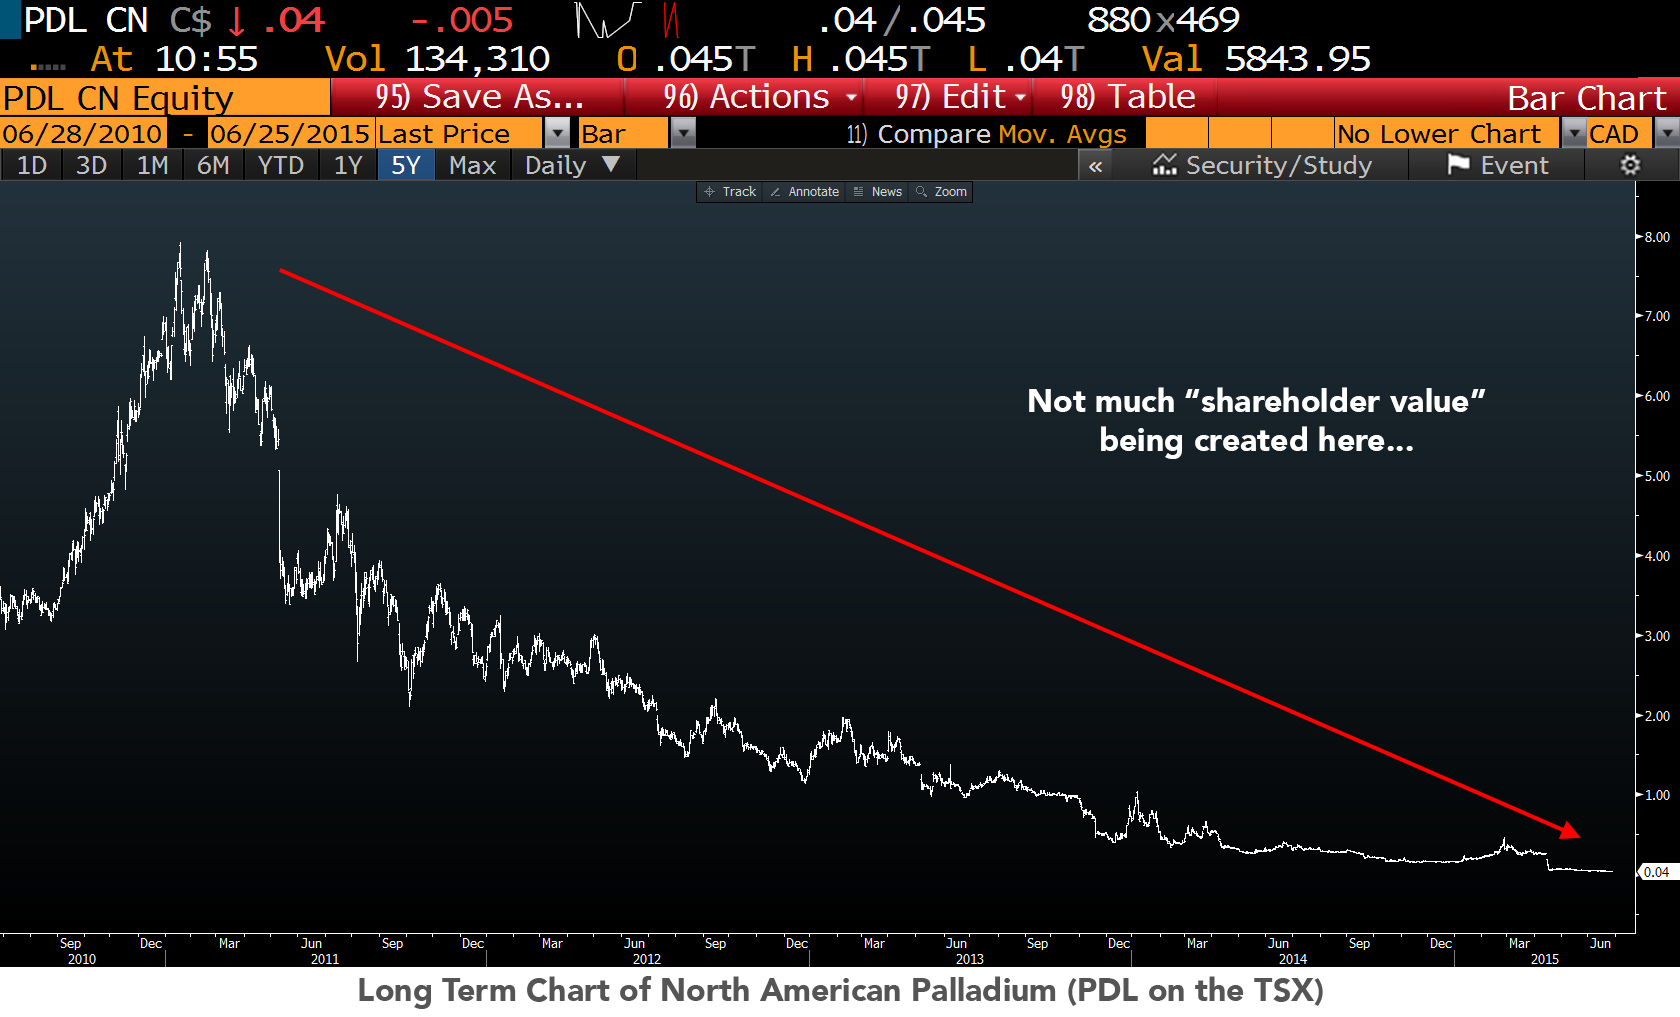 PDL CN C$ ↓ .04 -.005 .04/.045 880x469
At 10:55 Vol 134,310 O .045T H .045T L .04T Val 5843.95
PDL CN Equity 95) Save As... 96) Actions 97) Edit 98) Table Bar Chart
06/28/2010 - 06/25/2015 Last Price Bar 11) Compare Mov. Avgs No Lower Chart CAD
1D 3D 1M 6M YTD 1Y 5Y Max Daily ▼ « Security/Study Event
Track Annotate News Zoom
8.00
7.00
Not much “shareholder value”
being created here...
6.00
5.00
4.00
3.00
2.00
1.00
0.04
Sep Dec Mar Jun Sep Dec Mar Jun Sep Dec Mar Jun Sep Dec Mar Jun Sep Dec Mar Jun
2010 2011 2012 2013 2014 2015
Long Term Chart of North American Palladium (PDL on the TSX)